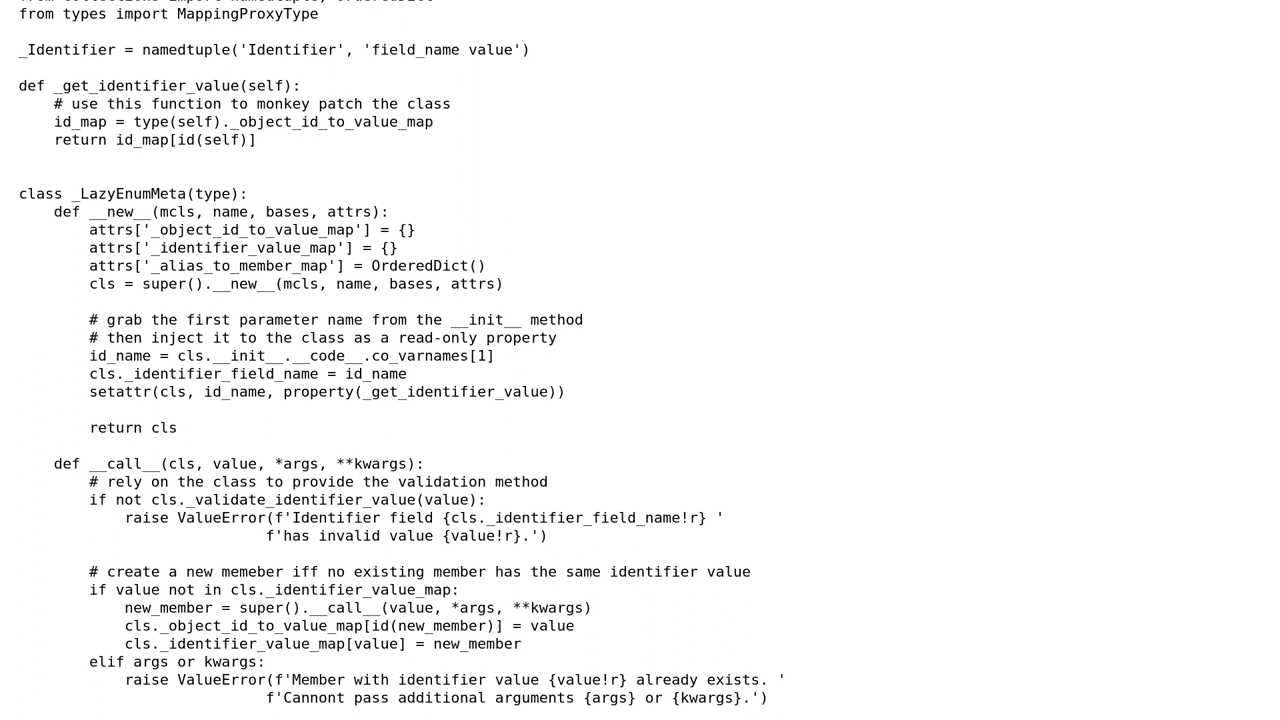 from types import MappingProxyType

_Identifier = namedtuple('Identifier', 'field_name value')

def _get_identifier_value(self):
    # use this function to monkey patch the class
    id_map = type(self)._object_id_to_value_map
    return id_map[id(self)]


class _LazyEnumMeta(type):
    def __new__(mcls, name, bases, attrs):
        attrs['_object_id_to_value_map'] = {}
        attrs['_identifier_value_map'] = {}
        attrs['_alias_to_member_map'] = OrderedDict()
        cls = super().__new__(mcls, name, bases, attrs)

        # grab the first parameter name from the __init__ method
        # then inject it to the class as a read-only property
        id_name = cls.__init__.__code__.co_varnames[1]
        cls._identifier_field_name = id_name
        setattr(cls, id_name, property(_get_identifier_value))

        return cls

    def __call__(cls, value, *args, **kwargs):
        # rely on the class to provide the validation method
        if not cls._validate_identifier_value(value):
            raise ValueError(f'Identifier field {cls._identifier_field_name!r} '
                            f'has invalid value {value!r}.')

        # create a new memeber iff no existing member has the same identifier value
        if value not in cls._identifier_value_map:
            new_member = super().__call__(value, *args, **kwargs)
            cls._object_id_to_value_map[id(new_member)] = value
            cls._identifier_value_map[value] = new_member
        elif args or kwargs:
            raise ValueError(f'Member with identifier value {value!r} already exists. '
                            f'Cannont pass additional arguments {args} or {kwargs}.')